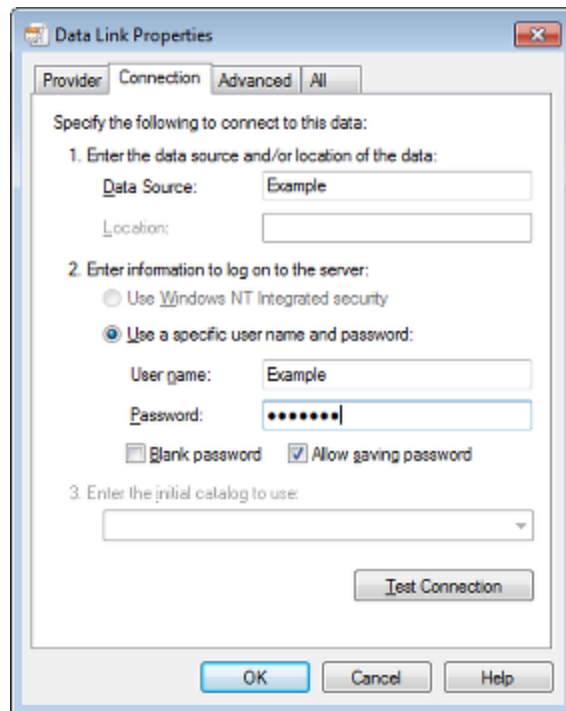 Data Link Properties
Provider Connection Advanced All
Specify the following to connect to this data:
1. Enter the data source and/or location of the data:
Data Source: Example
Location:
2. Enter information to log on to the server:
Use Windows NT Integrated security
Use a specific user name and password:
User name: Example
Password: •••••••
Blank password Allow saving password
3. Enter the initial catalog to use:
Test Connection
OK Cancel Help